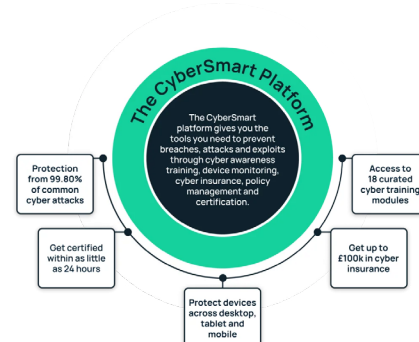 The CyberSmart Platform
The CyberSmart
platform gives you the
tools you need to prevent
breaches, attacks and exploits
through cyber awareness
training, device monitoring,
cyber insurance, policy
management and
certification.
Protection
from 99.80%
of common
cyber attacks
Get certified
within as little
as 24 hours
Protect devices
across desktop,
tablet and
mobile
Get up to
£100k in cyber
insurance
Access to
18 curated
cyber training
modules